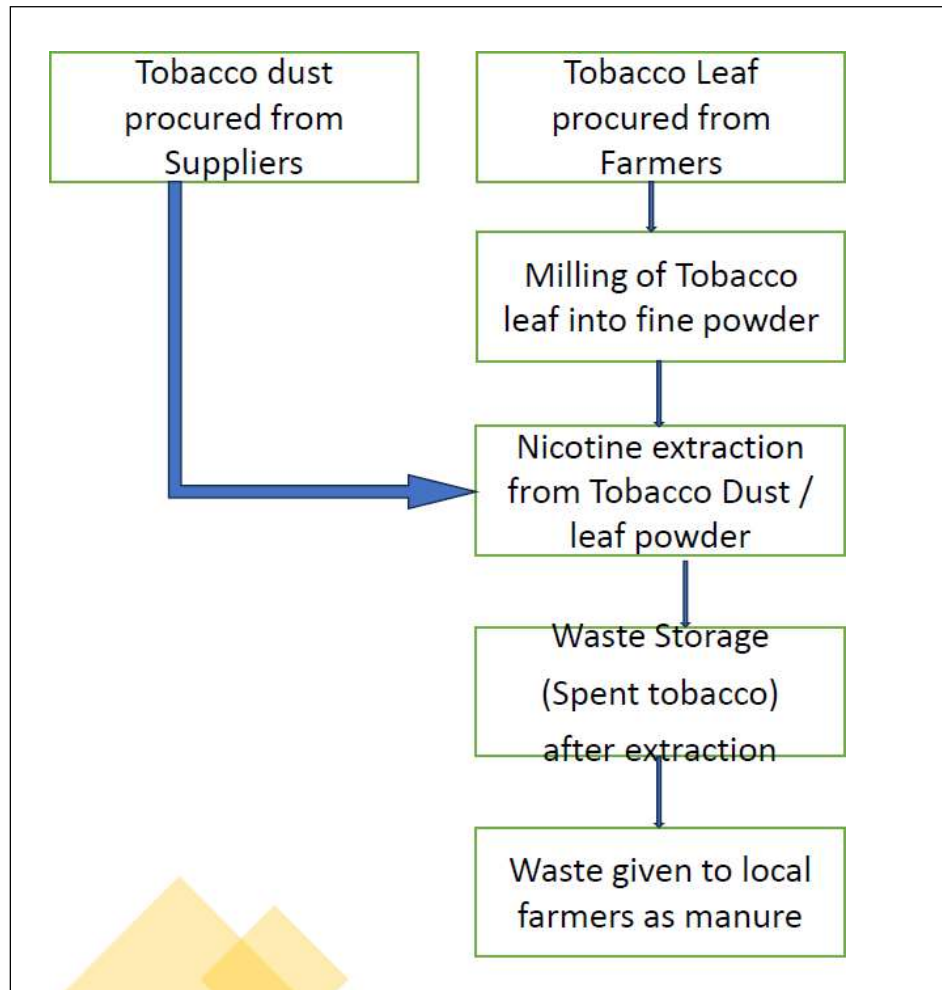 Tobacco dust
procured from
Suppliers
Tobacco Leaf
procured from
Farmers
Milling of Tobacco
leaf into fine powder
Nicotine extraction
from Tobacco Dust /
leaf powder
Waste Storage
(Spent tobacco)
after extraction
Waste given to local
farmers as manure